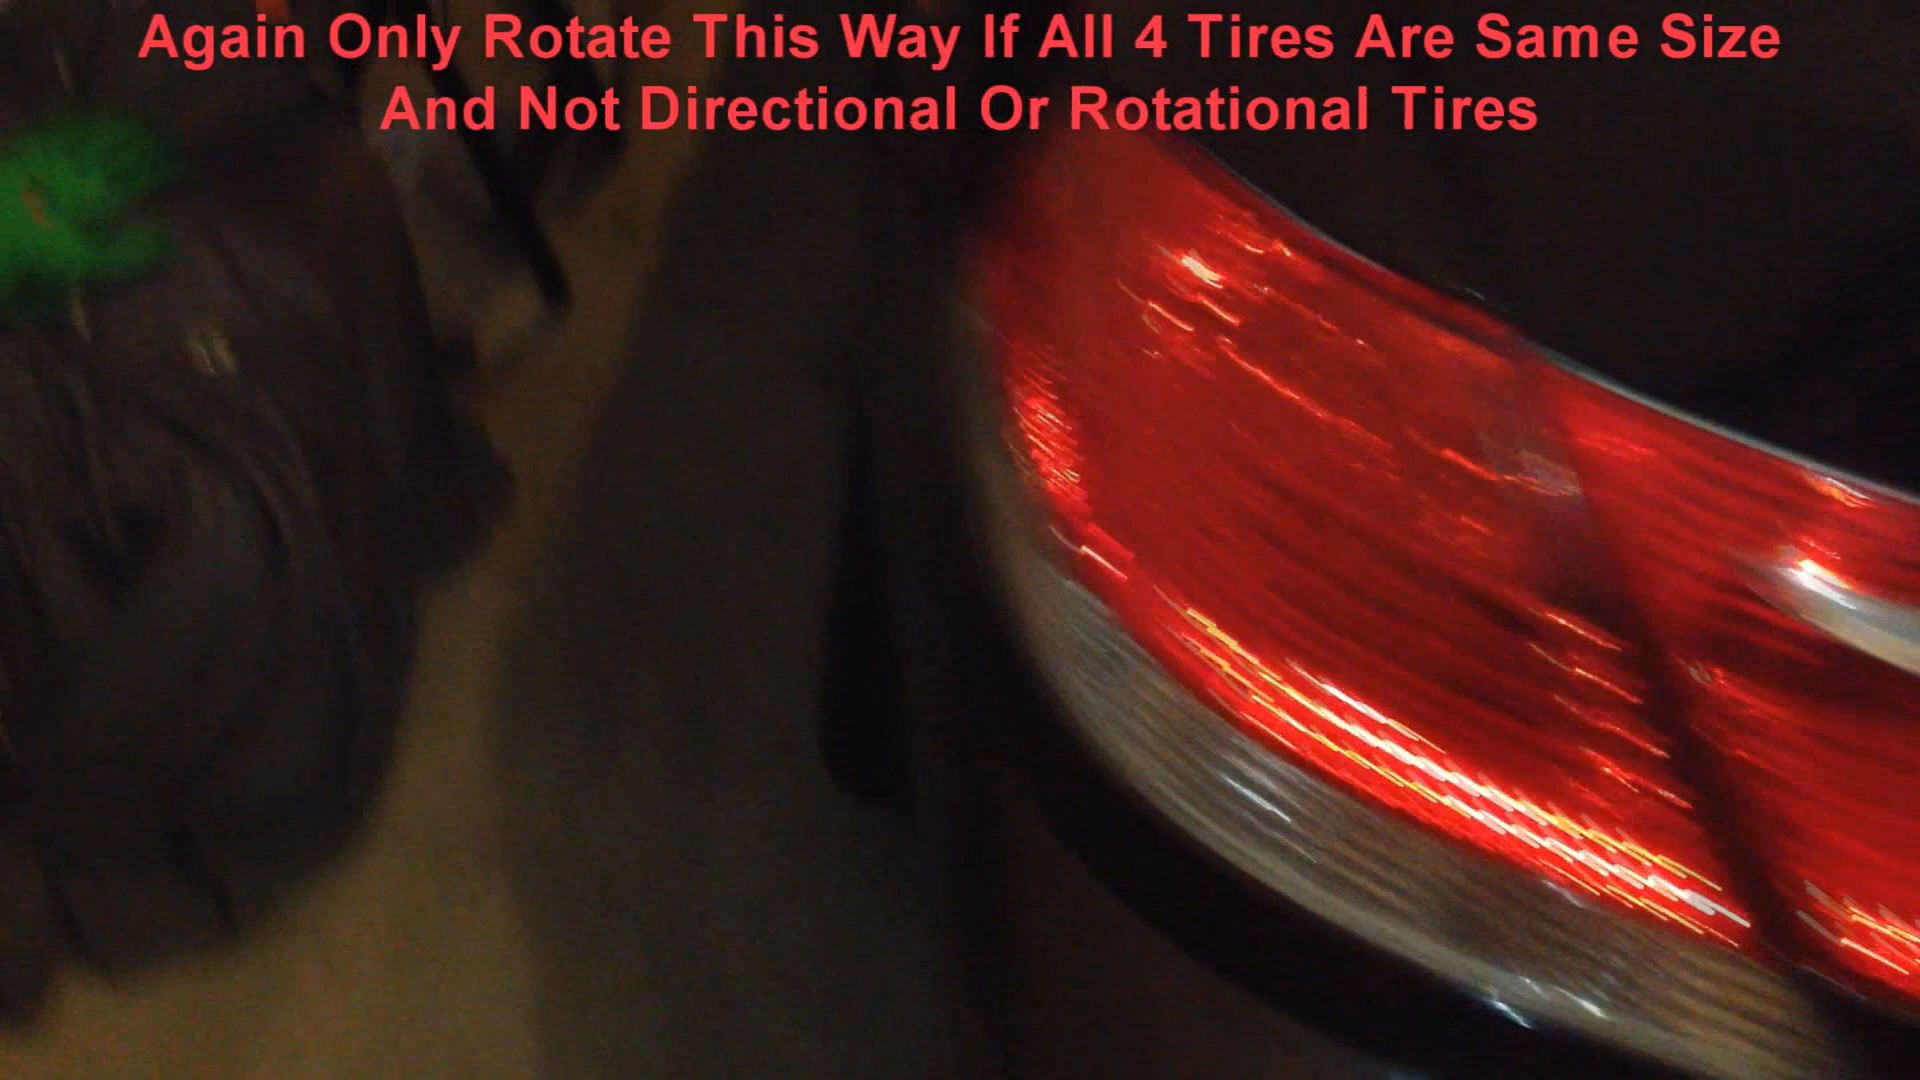 Again Only Rotate This Way If All 4 Tires Are Same Size
And Not Directional Or Rotational Tires